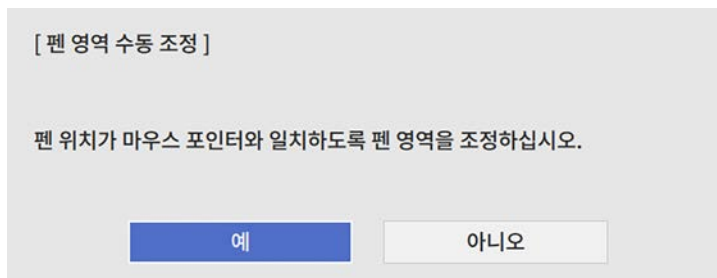 [ 펜 영역 수동 조정 ]
펜 위치가 마우스 포인터와 일치하도록 펜 영역을 조정하십시오.
예
아니오